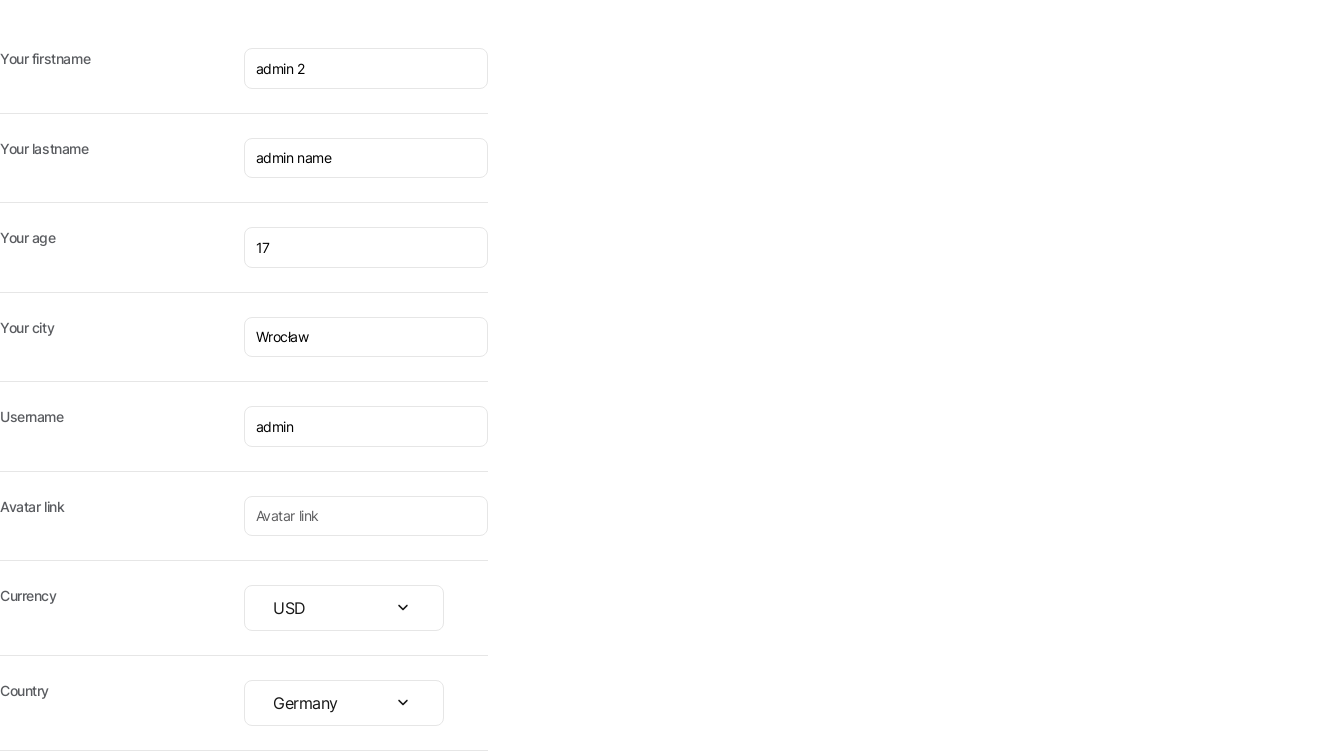 Your firstname
admin 2
Your lastname
admin name
Your age
17
Your city
Wrocław
Username
admin
Avatar link
Avatar link
Currency
USD
Country
Germany